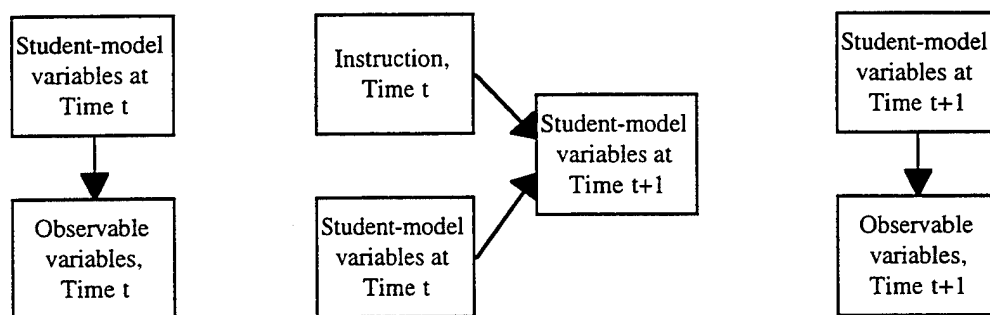 Student-model
variables at
Time t
Observable
variables,
Time t
Instruction,
Time t
Student-model
variables at
Time t
Student-model
variables at
Time t+1
Student-model
variables at
Time t+1
Observable
variables,
Time t+1